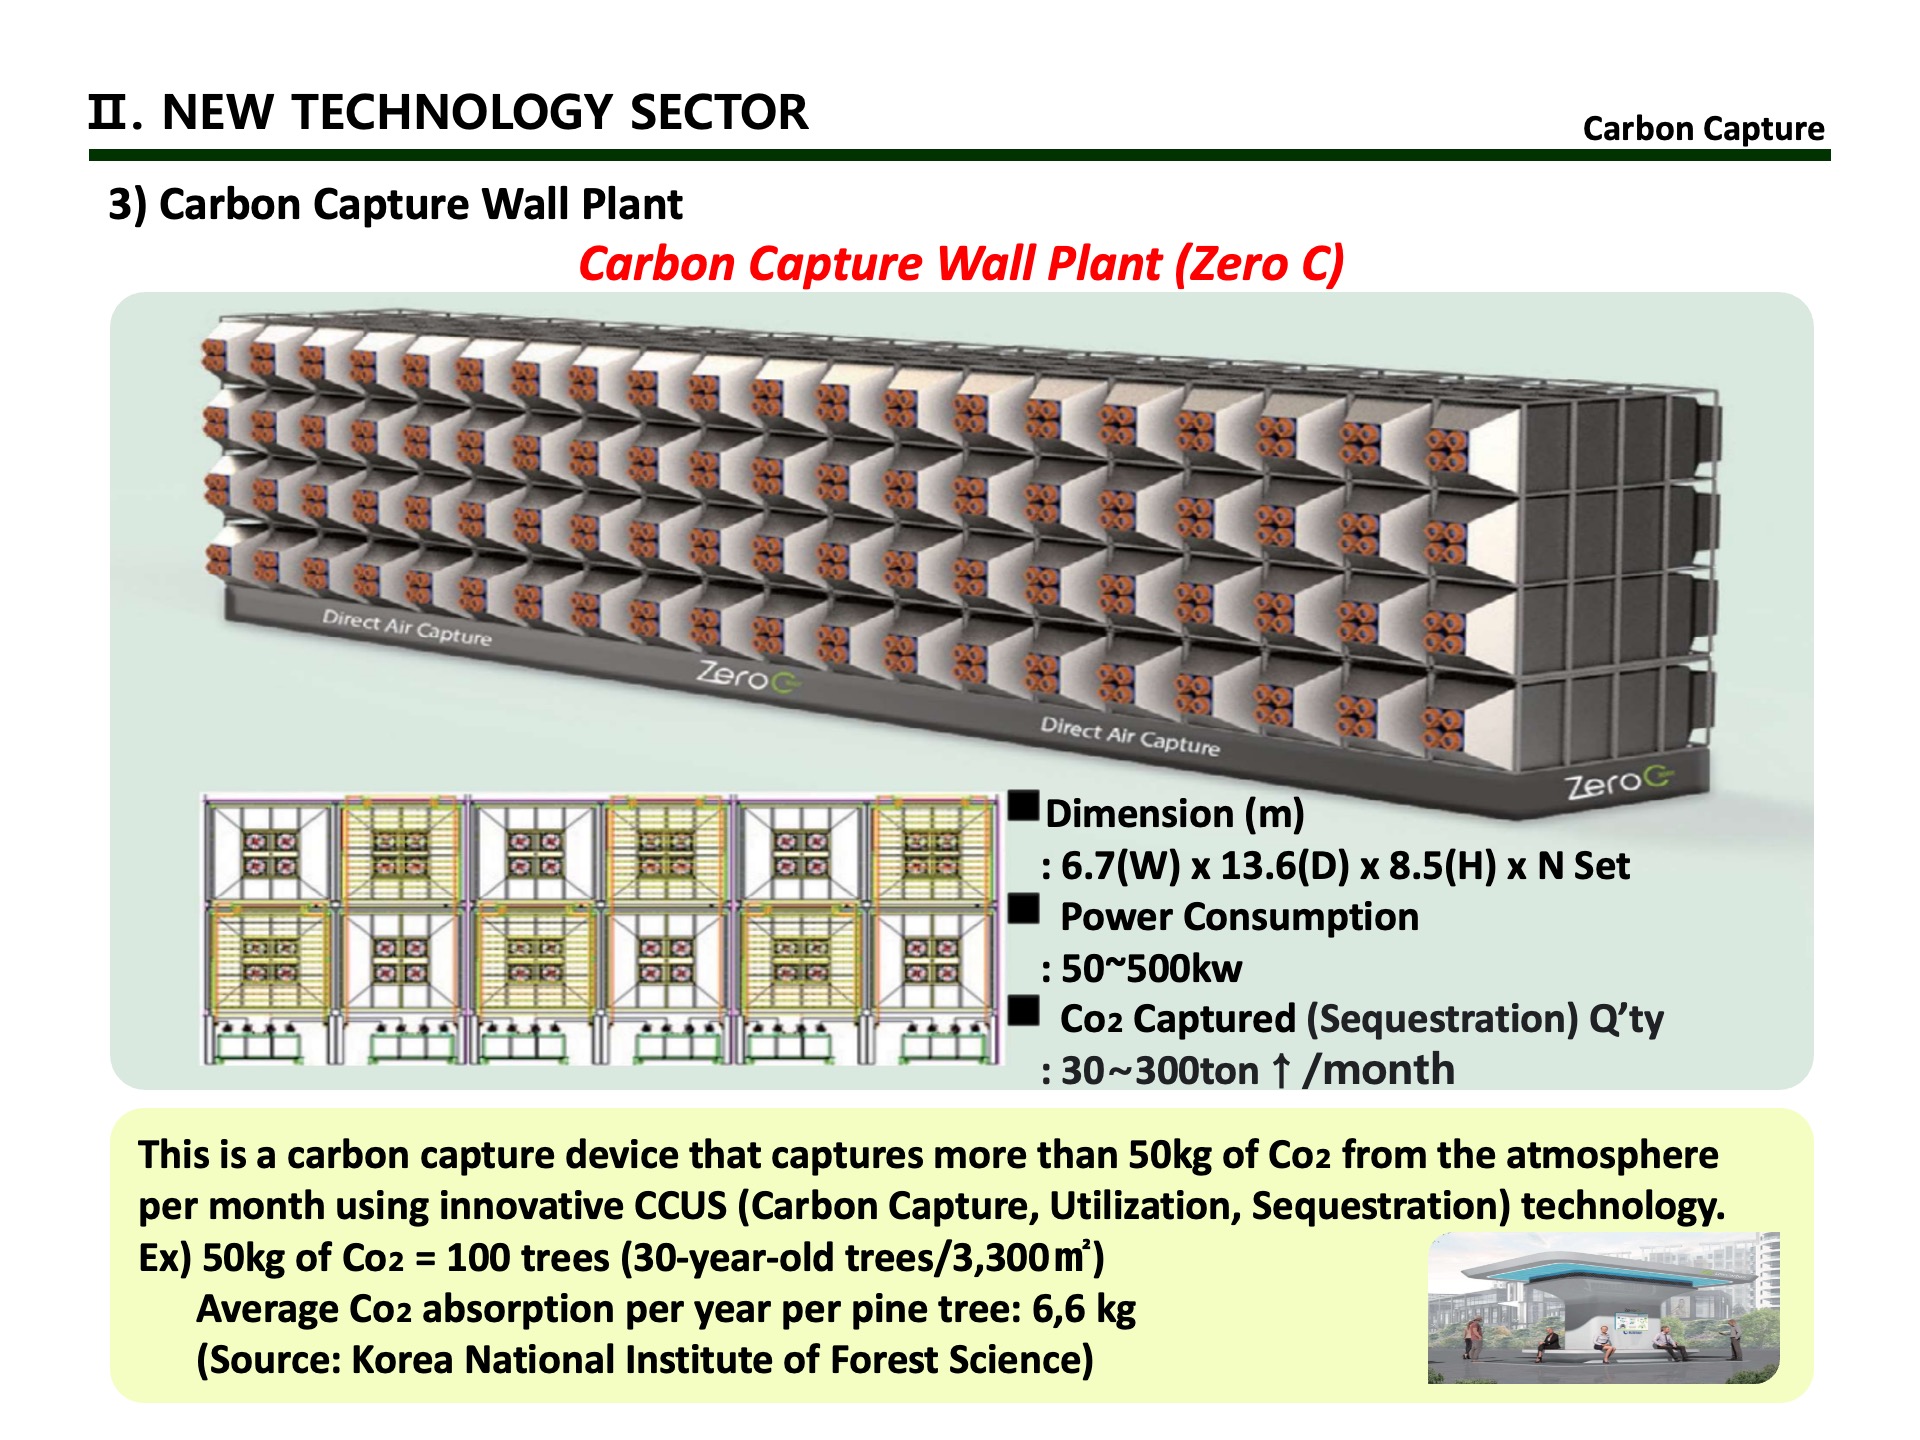 Ⅱ. NEW TECHNOLOGY SECTOR
Carbon Capture
3) Carbon Capture Wall Plant
Carbon Capture Wall Plant (Zero C)
Direct Air Capture
ZeroC
Direct Air Capture
ZeroC
■Dimension (m)
: 6.7(W) x 13.6(D) x 8.5(H) x N Set
■ Power Consumption
: 50~500kw
■ Co₂ Captured (Sequestration) Q’ty
: 30~300ton ↑ /month
This is a carbon capture device that captures more than 50kg of Co₂ from the atmosphere
per month using innovative CCUS (Carbon Capture, Utilization, Sequestration) technology.
Ex) 50kg of Co₂ = 100 trees (30-year-old trees/3,300㎡)
Average Co₂ absorption per year per pine tree: 6,6 kg
(Source: Korea National Institute of Forest Science)